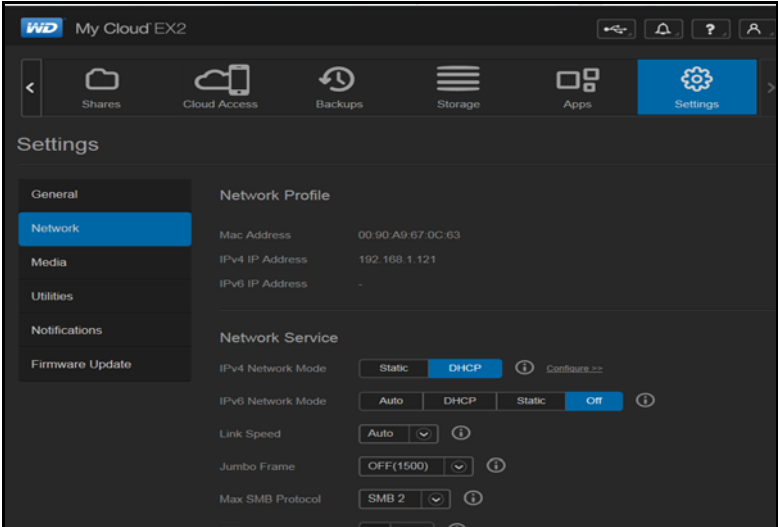 WD My Cloud EX2
?
Shares Cloud Access Backups Storage Apps Settings
Settings
General
Network
Media
Utilities
Notifications
Firmware Update
Network Profile
Mac Address 00:90:A9:67:0C:63
IPv4 IP Address 192.168.1.121
IPv6 IP Address -
Network Service
IPv4 Network Mode Static DHCP Configure >>
IPv6 Network Mode Auto DHCP Static Off
Link Speed Auto
Jumbo Frame OFF(1500)
Max SMB Protocol SMB 2